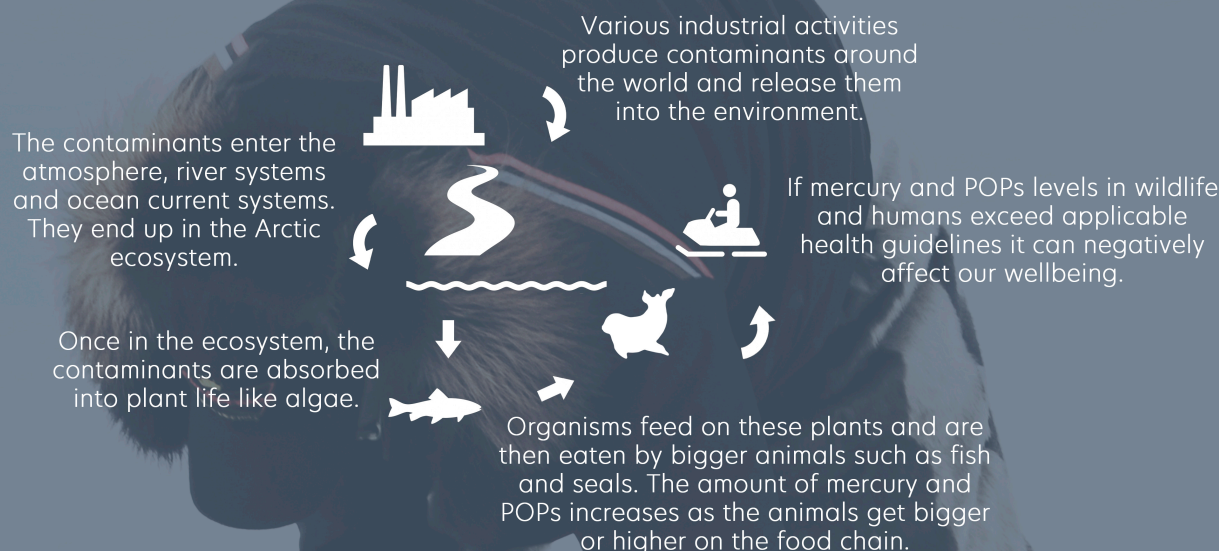 Various industrial activities
produce contaminants around
the world and release them
into the environment.
The contaminants enter the
atmosphere, river systems
and ocean current systems.
They end up in the Arctic
ecosystem.
Once in the ecosystem, the
contaminants are absorbed
into plant life like algae.
Organisms feed on these plants and are
then eaten by bigger animals such as fish
and seals. The amount of mercury and
POPs increases as the animals get bigger
or higher on the food chain.
If mercury and POPs levels in wildlife
and humans exceed applicable
health guidelines it can negatively
affect our wellbeing.